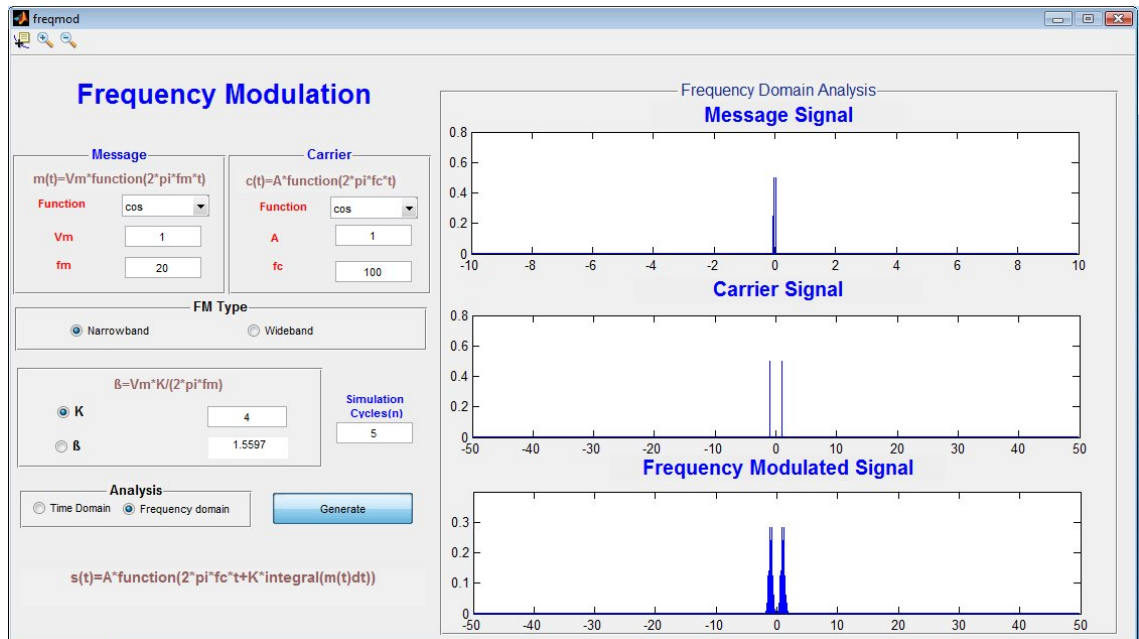 freqmod
Frequency Modulation
Message
m(t)=Vm*function(2*pi*fm*t)
Function cos
Vm 1
fm 20
Carrier
c(t)=A*function(2*pi*fc*t)
Function cos
A 1
fc 100
FM Type
Narrowband Wideband
ß=Vm*K/(2*pi*fm)
K 4
ß 1.5597
Simulation
Cycles(n)
5
Analysis
Time Domain Frequency domain
Generate
s(t)=A*function(2*pi*fc*t+K*integral(m(t)dt))
Frequency Domain Analysis
Message Signal
0.8
0.6
0.4
0.2
0
-10 -8 -6 -4 -2 0 2 4 6 8 10
Carrier Signal
0.8
0.6
0.4
0.2
0
-50 -40 -30 -20 -10 0 10 20 30 40 50
Frequency Modulated Signal
0.3
0.2
0.1
0
-50 -40 -30 -20 -10 0 10 20 30 40 50